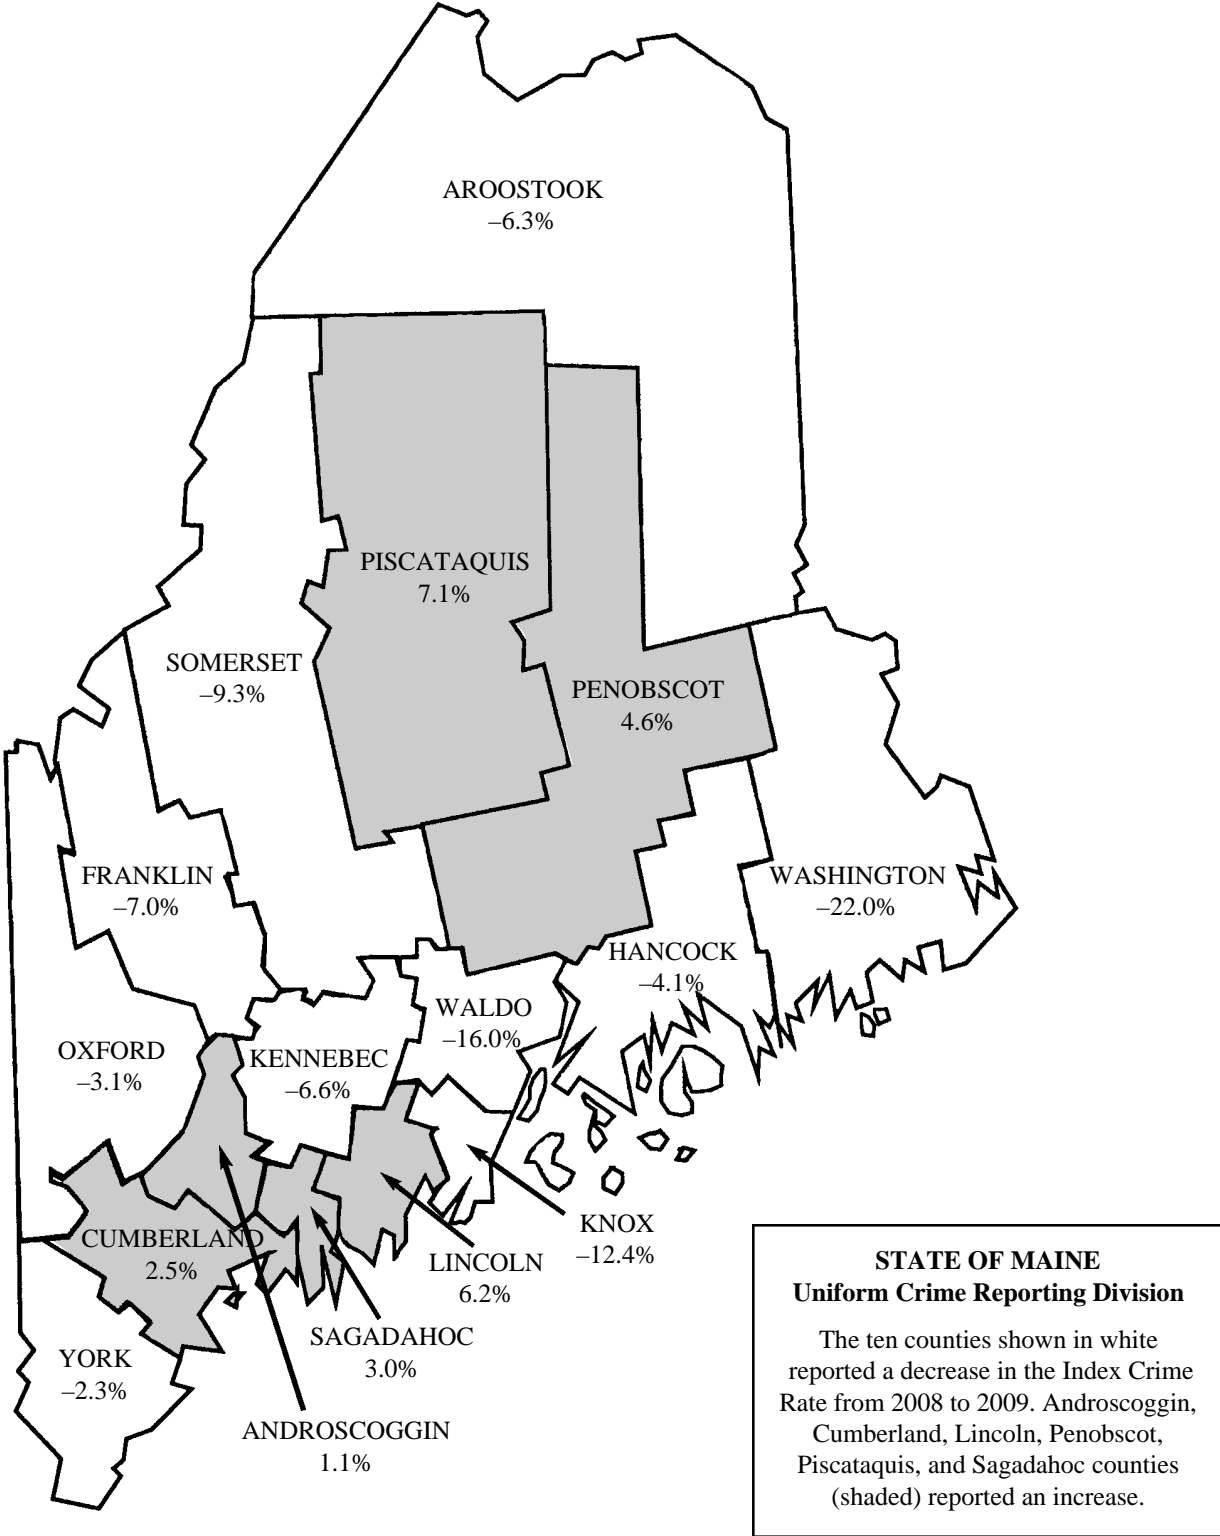 AROOSTOOK
–6.3%
PISCATAQUIS
7.1%
SOMERSET
–9.3%
PENOBSCOT
4.6%
FRANKLIN
–7.0%
WASHINGTON
–22.0%
HANCOCK
–4.1%
WALDO
–16.0%
OXFORD
–3.1%
KENNEBEC
–6.6%
KNOX
–12.4%
CUMBERLAND
2.5%
LINCOLN
6.2%
SAGADAHOC
3.0%
YORK
–2.3%
ANDROSCOGGIN
1.1%
STATE OF MAINE
Uniform Crime Reporting Division
The ten counties shown in white
reported a decrease in the Index Crime
Rate from 2008 to 2009. Androscoggin,
Cumberland, Lincoln, Penobscot,
Piscataquis, and Sagadahoc counties
(shaded) reported an increase.